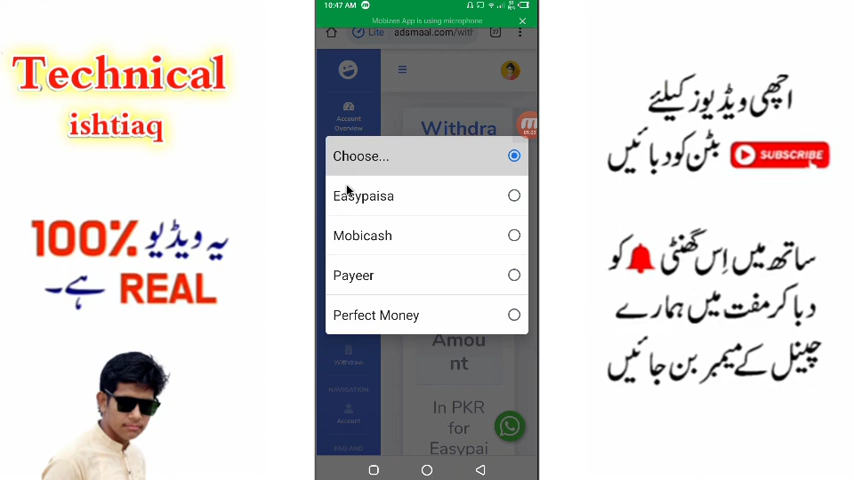 Technical
ishtiaq
100% یہ ویڈیو
REAL ہے۔
10:47 AM
Mobizen App is using microphone
Lite adsmaal.com/with
Account
Overview
Withdra
Choose...
Easypaisa
Mobicash
Payeer
Perfect Money
Withdraw
Amou
nt
NAVIGATION
Account
In PKR
for
Easypai
اچھی ویڈیوز کیلئے
SUBSCRIBE بٹن کو دبائیں
ساتھ میں اِس گھنٹی کو
دبا کر مفت میں ہمارے
چینل کے میمبر بن جائیں